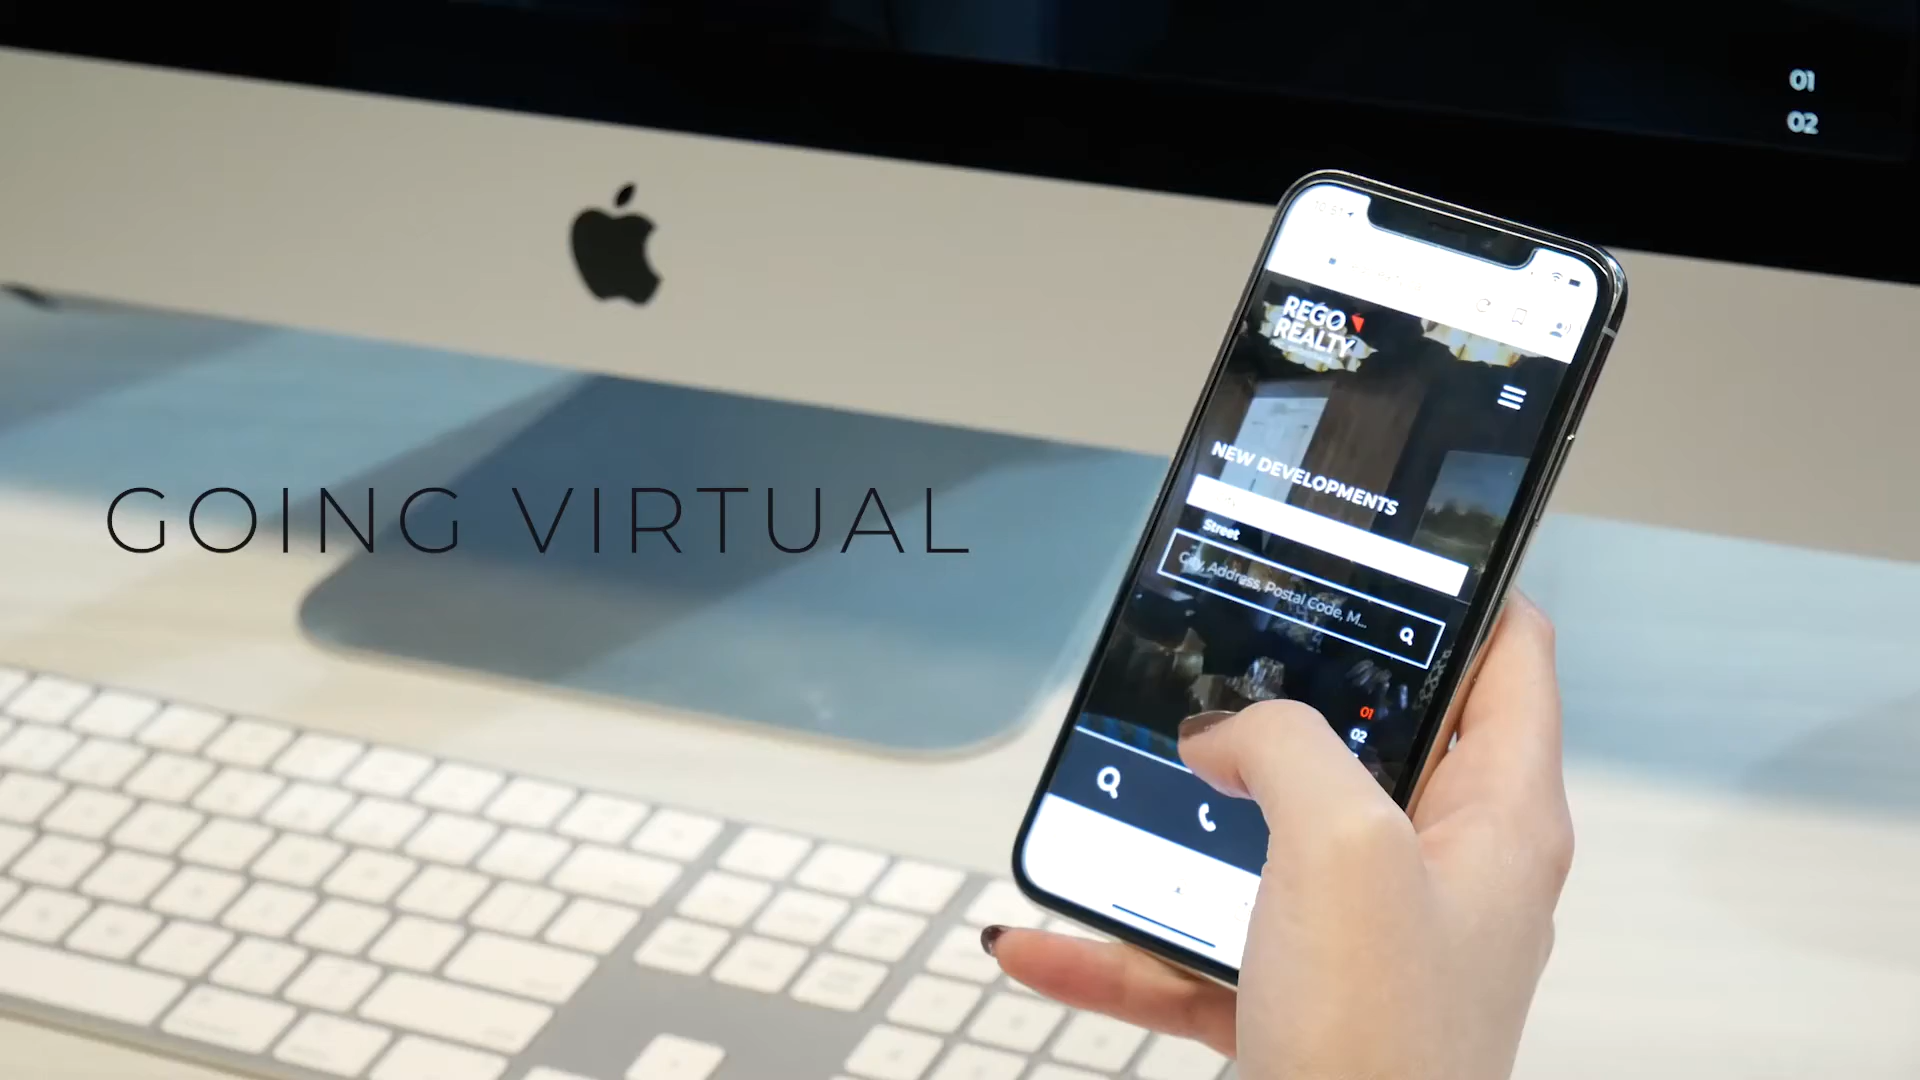 01
02
GOING VIRTUAL
REGO
REALTY
NEW DEVELOPMENTS
Street
City, Address, Postal Code, M...
01
02